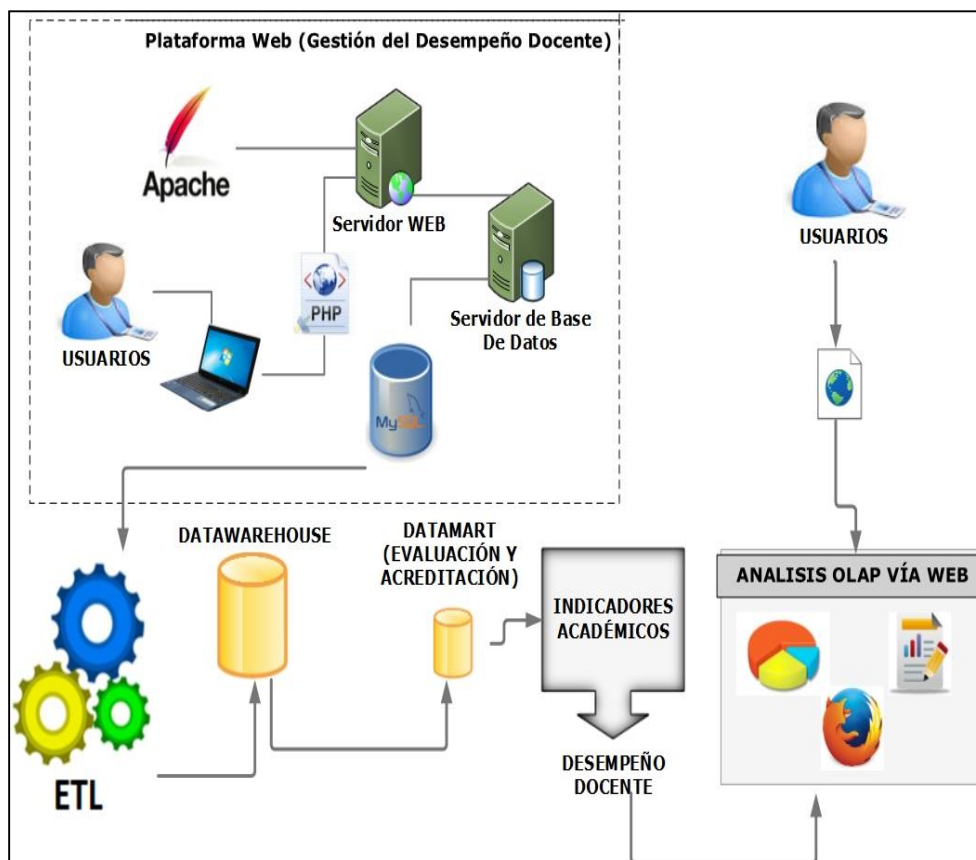 Plataforma Web (Gestión del Desempeño Docente)
Apache
Servidor WEB
USUARIOS
PHP
USUARIOS
Servidor de Base
De Datos
MySQL
DATAWAREHOUSE
DATAMART
(EVALUACIÓN Y
ACREDITACIÓN)
INDICADORES
ACADÉMICOS
ANALISIS OLAP VÍA WEB
ETL
DESEMPEÑO
DOCENTE